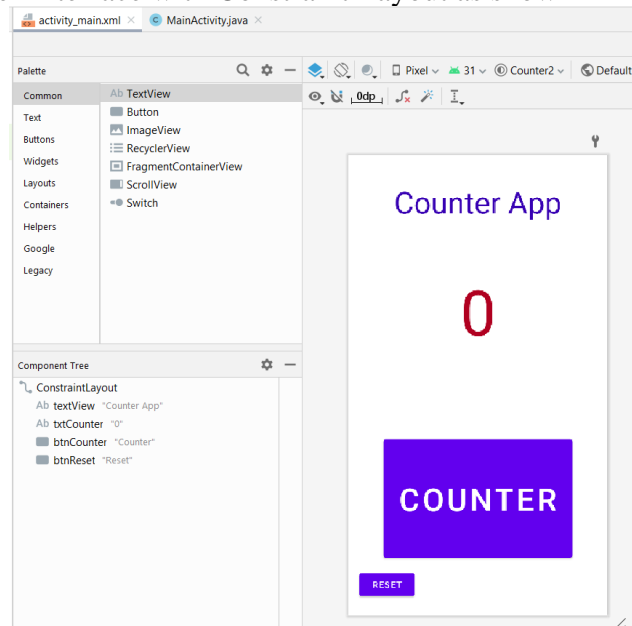 activity_main.xml MainActivity.java
Palette Pixel 31 Counter2 Default
Common Ab TextView 0dp
Text Button
Buttons ImageView
RecyclerView
Widgets FragmentContainerView
Layouts ScrollView
Containers Switch
Helpers
Google
Legacy
Counter App
0
Component Tree
ConstraintLayout
Ab textView "Counter App"
Ab txtCounter "0"
btnCounter "Counter"
btnReset "Reset"
COUNTER
RESET